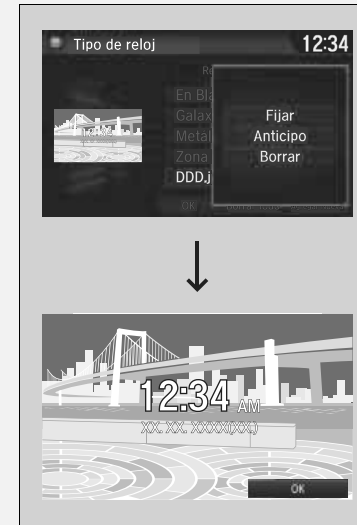 Tipo de reloj 12:34
En Bla
Galax
Metal
Zona
DDD.j
Fijar
Anticipo
Borrar
OK
12:34 AM
XX. XX. XXXX(XX.)
OK